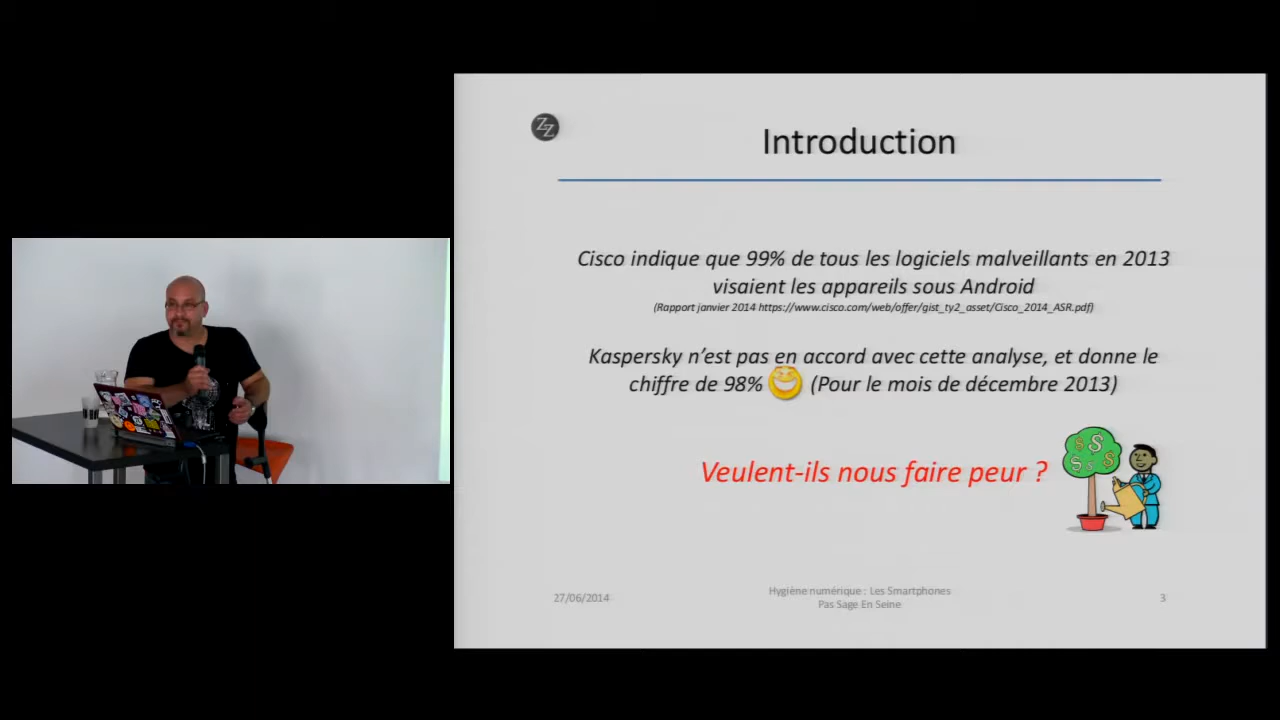 ZZ
Introduction
Cisco indique que 99% de tous les logiciels malveillants en 2013
visaient les appareils sous Android
(Rapport janvier 2014 https://www.cisco.com/web/offer/gist_ty2_asset/Cisco_2014_ASR.pdf)
Kaspersky n’est pas en accord avec cette analyse, et donne le
chiffre de 98% (Pour le mois de décembre 2013)
Veulent-ils nous faire peur ?
27/06/2014
Hygiène numérique : Les Smartphones
Pas Sage En Seine
3